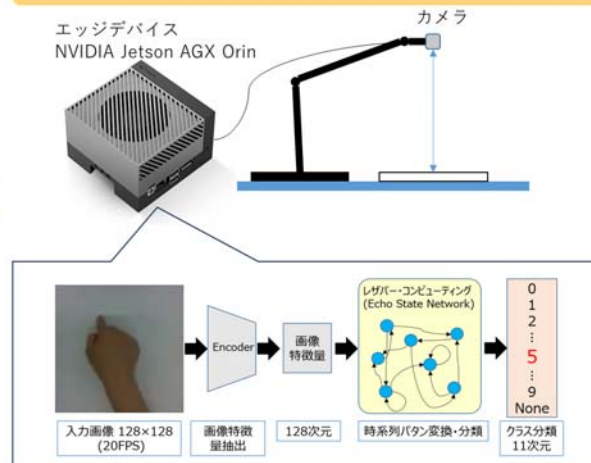 エッジデバイス
NVIDIA Jetson AGX Orin
カメラ
レザバー・コンピューティング
(Echo State Network)
Encoder
画像
特徴量
0
1
2
⋮
5
⋮
9
None
入力画像 128×128
(20FPS)
画像特徴
量抽出
128次元
時系列パタン変換・分類
クラス分類
11次元